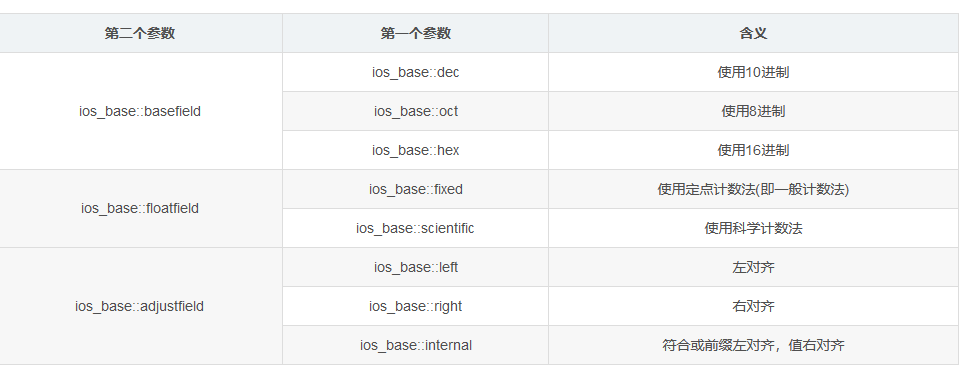 第二个参数 第一个参数 含义
ios_base::dec 使用10进制
ios_base::basefield ios_base::oct 使用8进制
ios_base::hex 使用16进制
ios_base::fixed 使用定点计数法(即一般计数法)
ios_base::floatfield
ios_base::scientific 使用科学计数法
ios_base::left 左对齐
ios_base::adjustfield ios_base::right 右对齐
ios_base::internal 符合或前缀左对齐，值右对齐